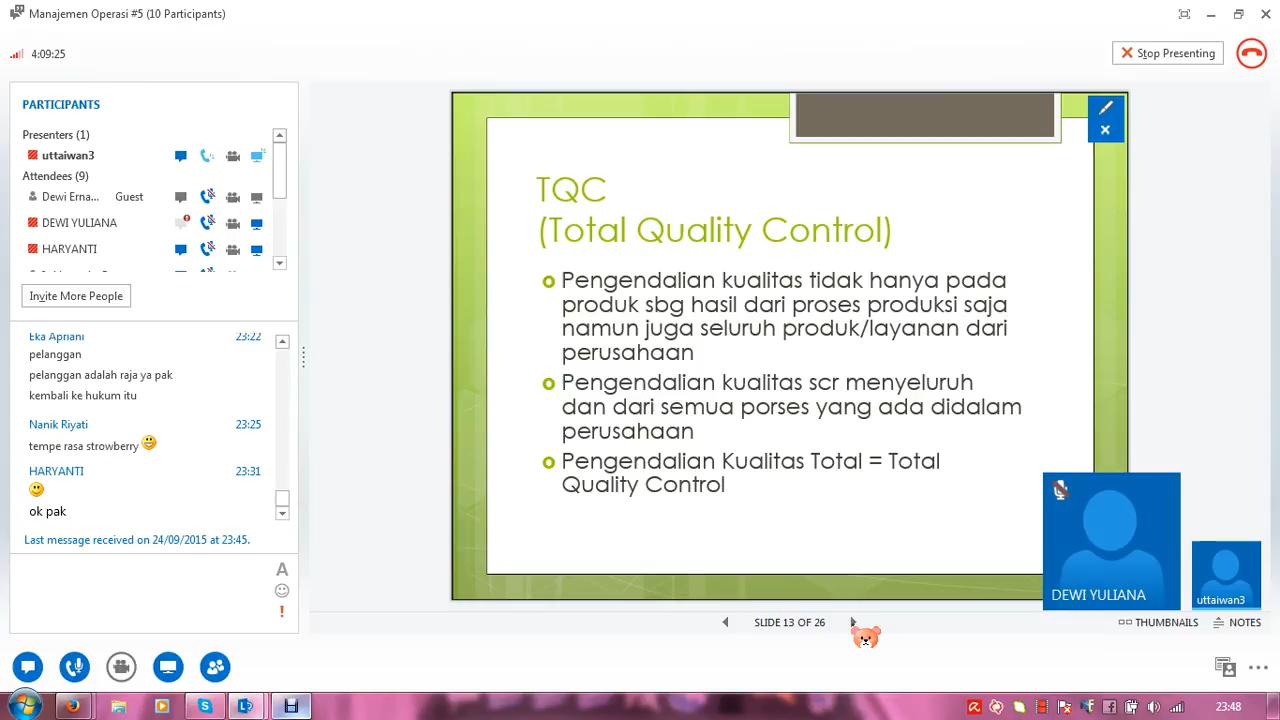 Manajemen Operasi #5 (10 Participants)
4:09:25
Stop Presenting
PARTICIPANTS
Presenters (1)
uttaiwan3
Attendees (9)
Dewi Erna... Guest
DEWI YULIANA
HARYANTI
Invite More People
Eka Apriani 23:22
pelanggan
pelanggan adalah raja ya pak
kembali ke hukum itu
Nanik Riyati 23:25
tempe rasa strowberry
HARYANTI 23:31
ok pak
Last message received on 24/09/2015 at 23:45.
A
TQC
(Total Quality Control)
Pengendalian kualitas tidak hanya pada
produk sbg hasil dari proses produksi saja
namun juga seluruh produk/layanan dari
perusahaan
Pengendalian kualitas scr menyeluruh
dan dari semua porses yang ada didalam
perusahaan
Pengendalian Kualitas Total = Total
Quality Control
DEWI YULIANA
uttaiwan3
SLIDE 13 OF 26
THUMBNAILS
NOTES
23:48